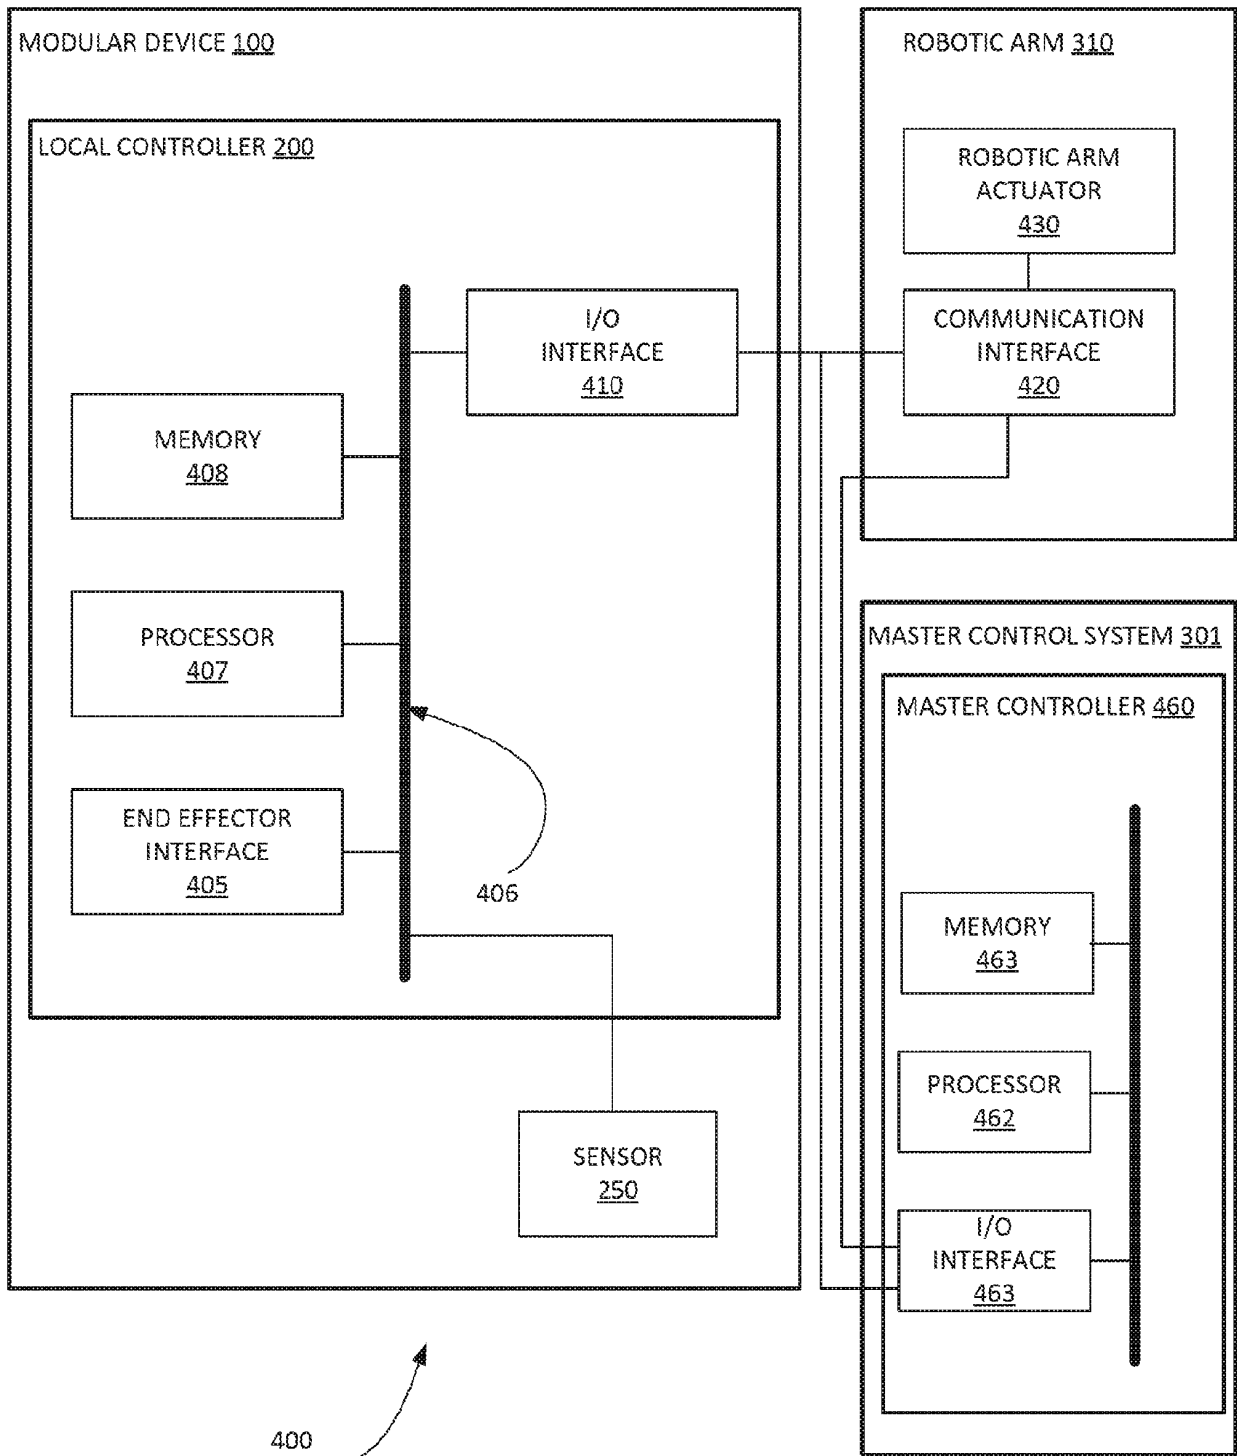 MODULAR DEVICE 100
LOCAL CONTROLLER 200
I/O
INTERFACE
410
MEMORY
408
PROCESSOR
407
END EFFECTOR
INTERFACE
405
406
SENSOR
250
ROBOTIC ARM 310
ROBOTIC ARM
ACTUATOR
430
COMMUNICATION
INTERFACE
420
MASTER CONTROL SYSTEM 301
MASTER CONTROLLER 460
MEMORY
463
PROCESSOR
462
I/O
INTERFACE
463
400